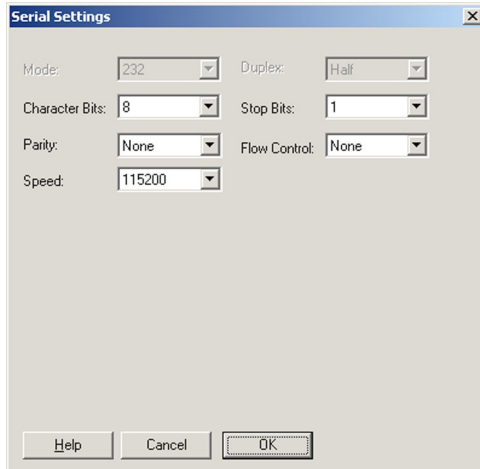 Serial Settings
Mode: 232 Duplex: Half
Character Bits: 8 Stop Bits: 1
Parity: None Flow Control: None
Speed: 115200
Help Cancel OK